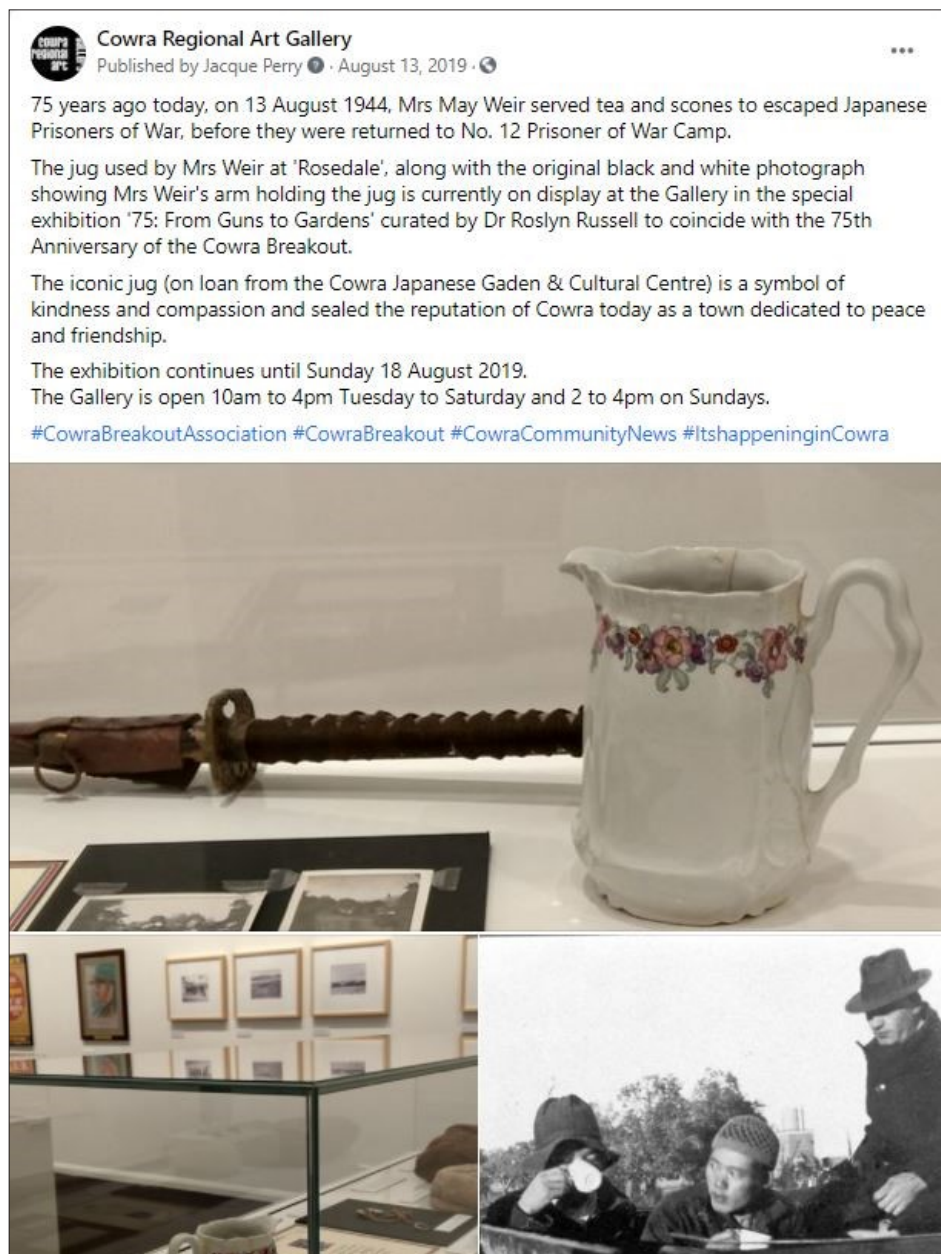 cowra
regional
art
Cowra Regional Art Gallery
Published by Jacque Perry · August 13, 2019 ·
75 years ago today, on 13 August 1944, Mrs May Weir served tea and scones to escaped Japanese
Prisoners of War, before they were returned to No. 12 Prisoner of War Camp.
The jug used by Mrs Weir at 'Rosedale', along with the original black and white photograph
showing Mrs Weir's arm holding the jug is currently on display at the Gallery in the special
exhibition '75: From Guns to Gardens' curated by Dr Roslyn Russell to coincide with the 75th
Anniversary of the Cowra Breakout.
The iconic jug (on loan from the Cowra Japanese Gaden & Cultural Centre) is a symbol of
kindness and compassion and sealed the reputation of Cowra today as a town dedicated to peace
and friendship.
The exhibition continues until Sunday 18 August 2019.
The Gallery is open 10am to 4pm Tuesday to Saturday and 2 to 4pm on Sundays.
#CowraBreakoutAssociation #CowraBreakout #CowraCommunityNews #ItshappeninginCowra